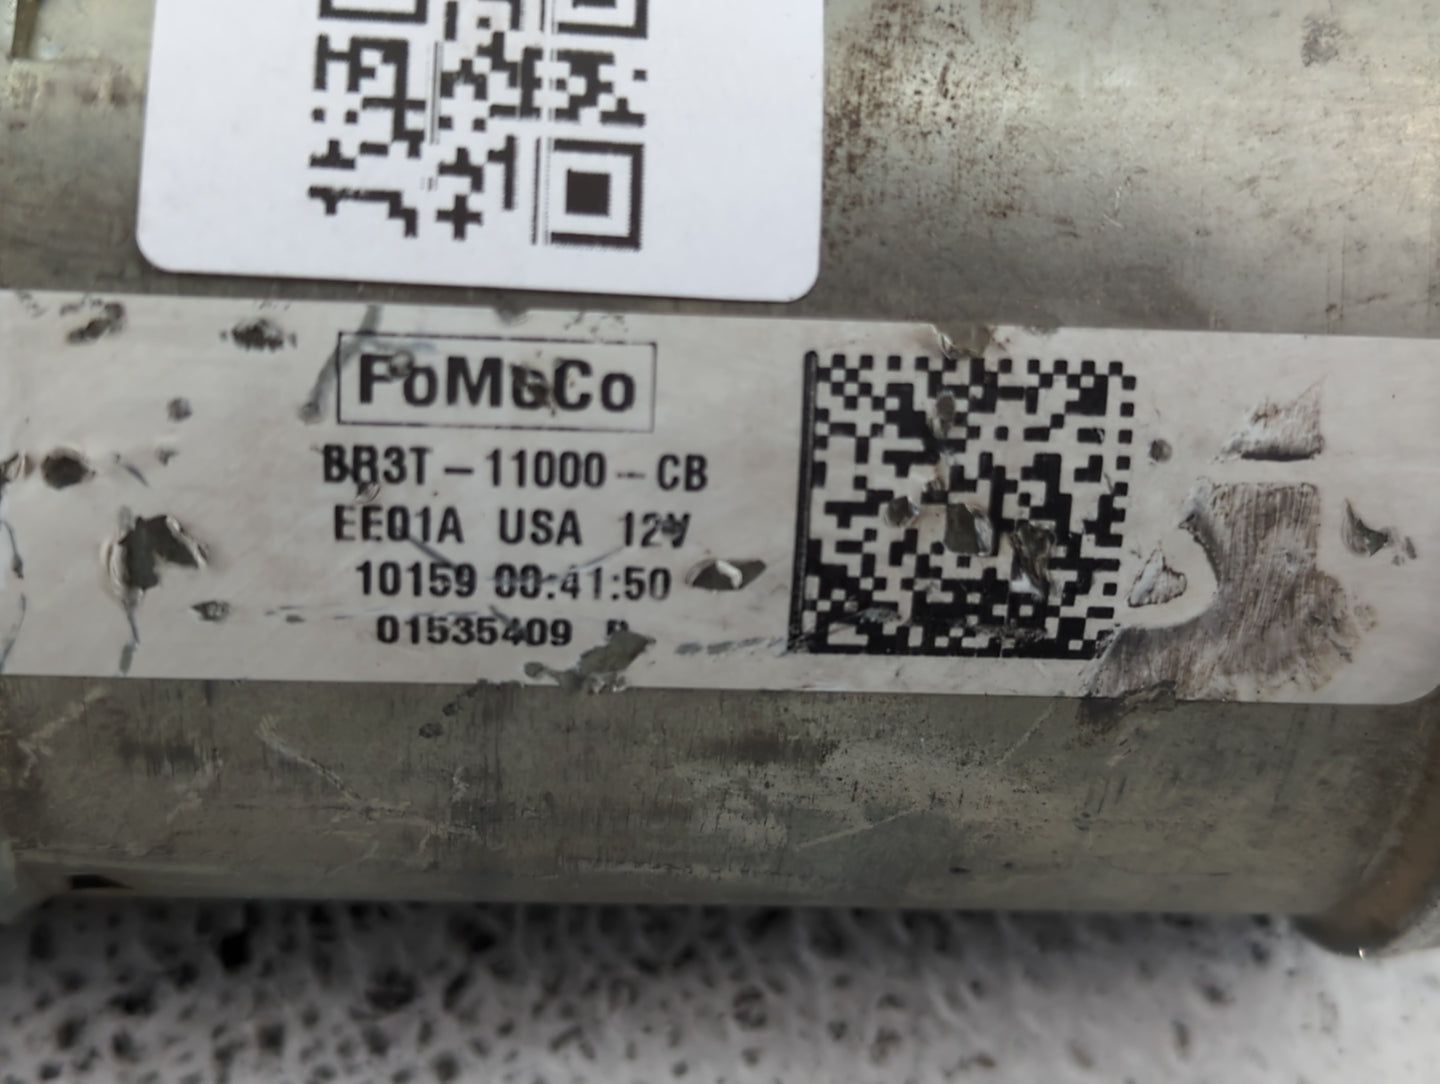 FoMoCo
BR3T-11000-CB
EE01A USA 12V
10159 00:41:50
01535409